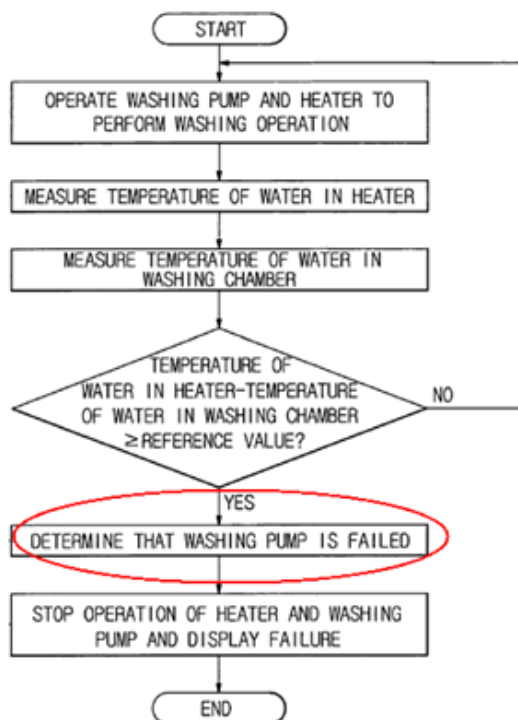 START
OPERATE WASHING PUMP AND HEATER TO
PERFORM WASHING OPERATION
MEASURE TEMPERATURE OF WATER IN HEATER
MEASURE TEMPERATURE OF WATER IN
WASHING CHAMBER
TEMPERATURE OF
WATER IN HEATER-TEMPERATURE
OF WATER IN WASHING CHAMBER
≥REFERENCE VALUE?
NO
YES
DETERMINE THAT WASHING PUMP IS FAILED
STOP OPERATION OF HEATER AND WASHING
PUMP AND DISPLAY FAILURE
END